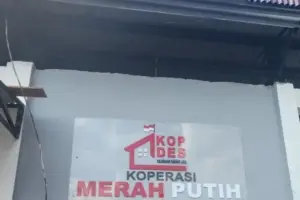 KOP
DES
KOPERASI
MERAH PUTIH